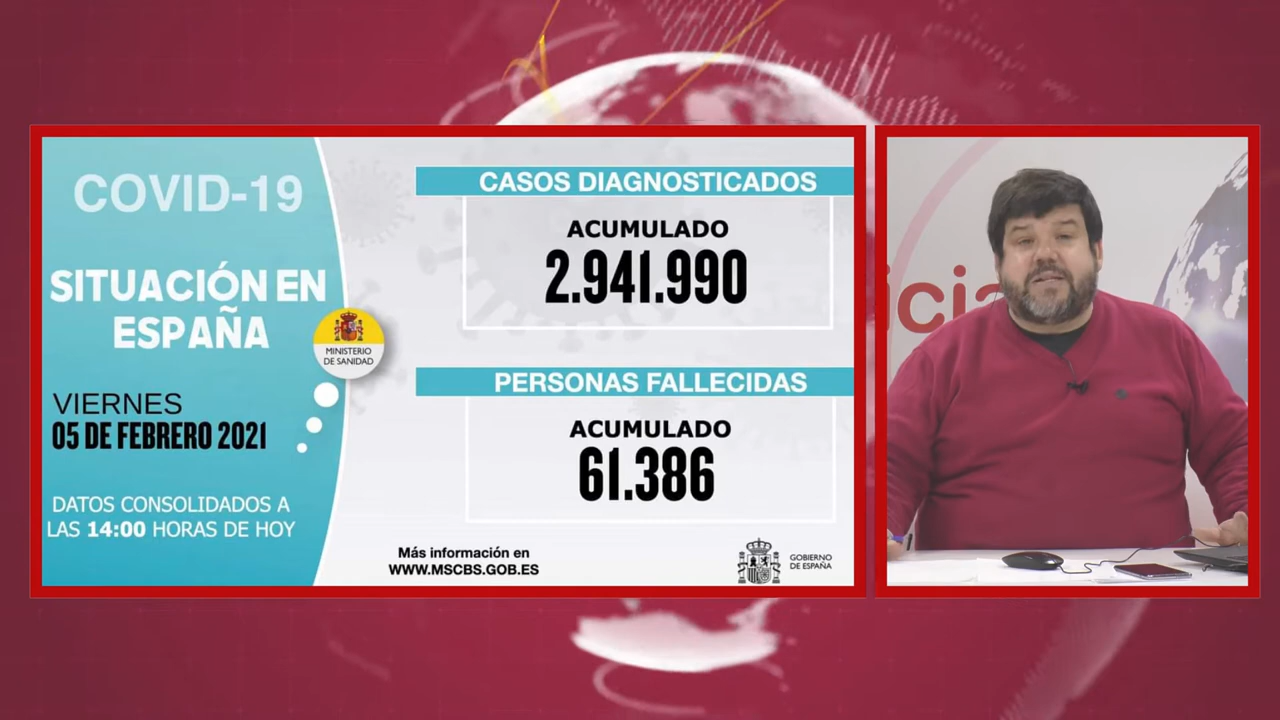 COVID-19
SITUACIÓN EN
ESPAÑA
MINISTERIO
DE SANIDAD
VIERNES
05 DE FEBRERO 2021
DATOS CONSOLIDADOS A
LAS 14:00 HORAS DE HOY
CASOS DIAGNOSTICADOS
ACUMULADO
2.941.990
PERSONAS FALLECIDAS
ACUMULADO
61.386
Más información en
WWW.MSCBS.GOB.ES
GOBIERNO
DE ESPAÑA
icia